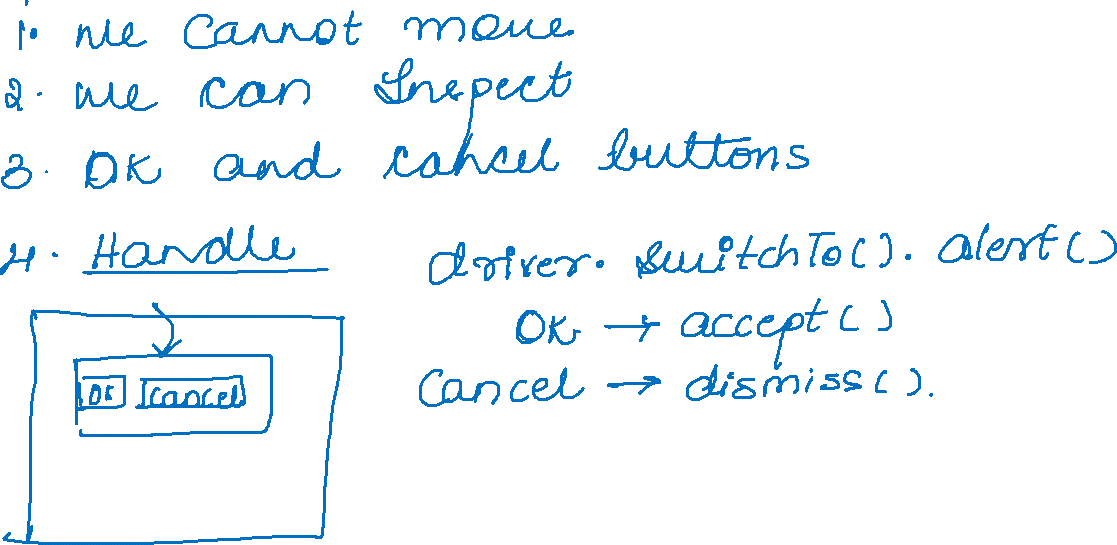 1. We cannot move
2. We can Inspect
3. OK and cancel buttons
4. Handle driver.switchTo().alert()
OK → accept()
Cancel → dismiss().
OK Cancel